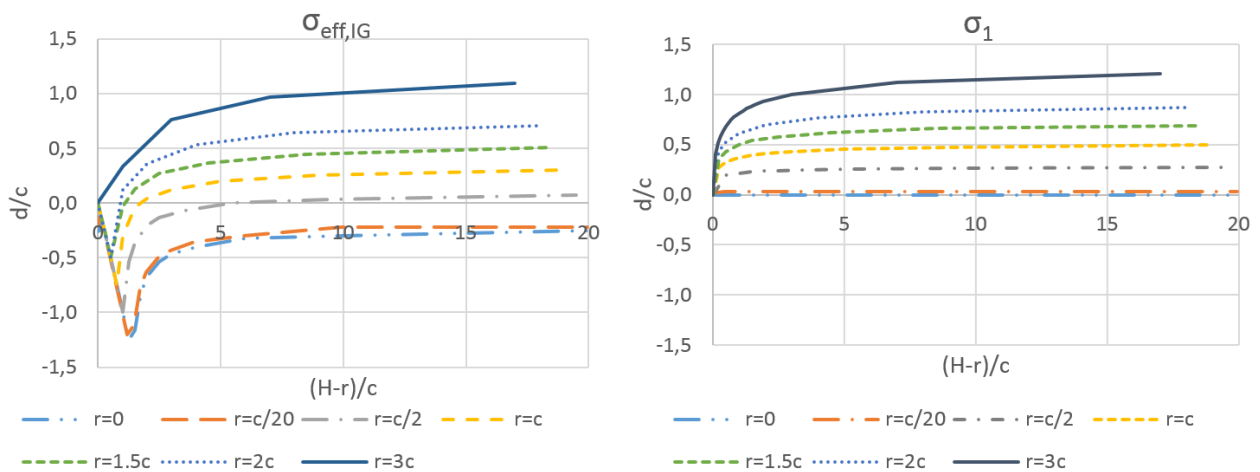 σeff,IG
1,5
1,0
0,5
0,0
-0,5
-1,0
-1,5
0 5 10 15 20
d/c
(H-r)/c
r=0 r=c/20 r=c/2 r=c
r=1.5c r=2c r=3c
σ1
1,5
1,0
0,5
0,0
-0,5
-1,0
-1,5
0 5 10 15 20
d/c
(H-r)/c
r=0 r=c/20 r=c/2 r=c
r=1.5c r=2c r=3c